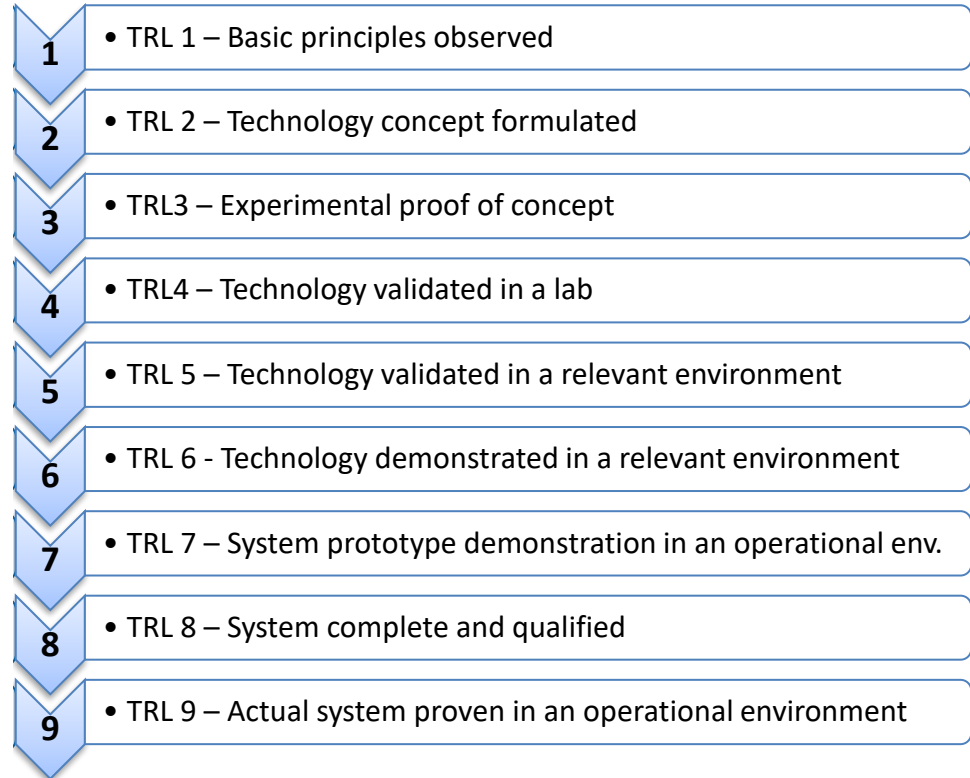 1
• TRL 1 – Basic principles observed
2
• TRL 2 – Technology concept formulated
3
• TRL3 – Experimental proof of concept
4
• TRL4 – Technology validated in a lab
5
• TRL 5 – Technology validated in a relevant environment
6
• TRL 6 - Technology demonstrated in a relevant environment
7
• TRL 7 – System prototype demonstration in an operational env.
8
• TRL 8 – System complete and qualified
9
• TRL 9 – Actual system proven in an operational environment